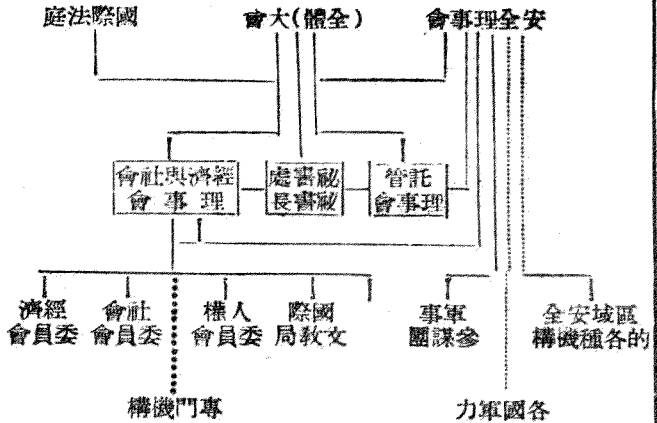 安全理事會
(全體)大會
國際法庭
託管
理事會
祕書處
祕書長
經濟與社會
理事會
區域安全
的各種機構
軍事
參謀團
國際
文教局
人權
委員會
社會
委員會
經濟
委員會
各國軍力
專門機構